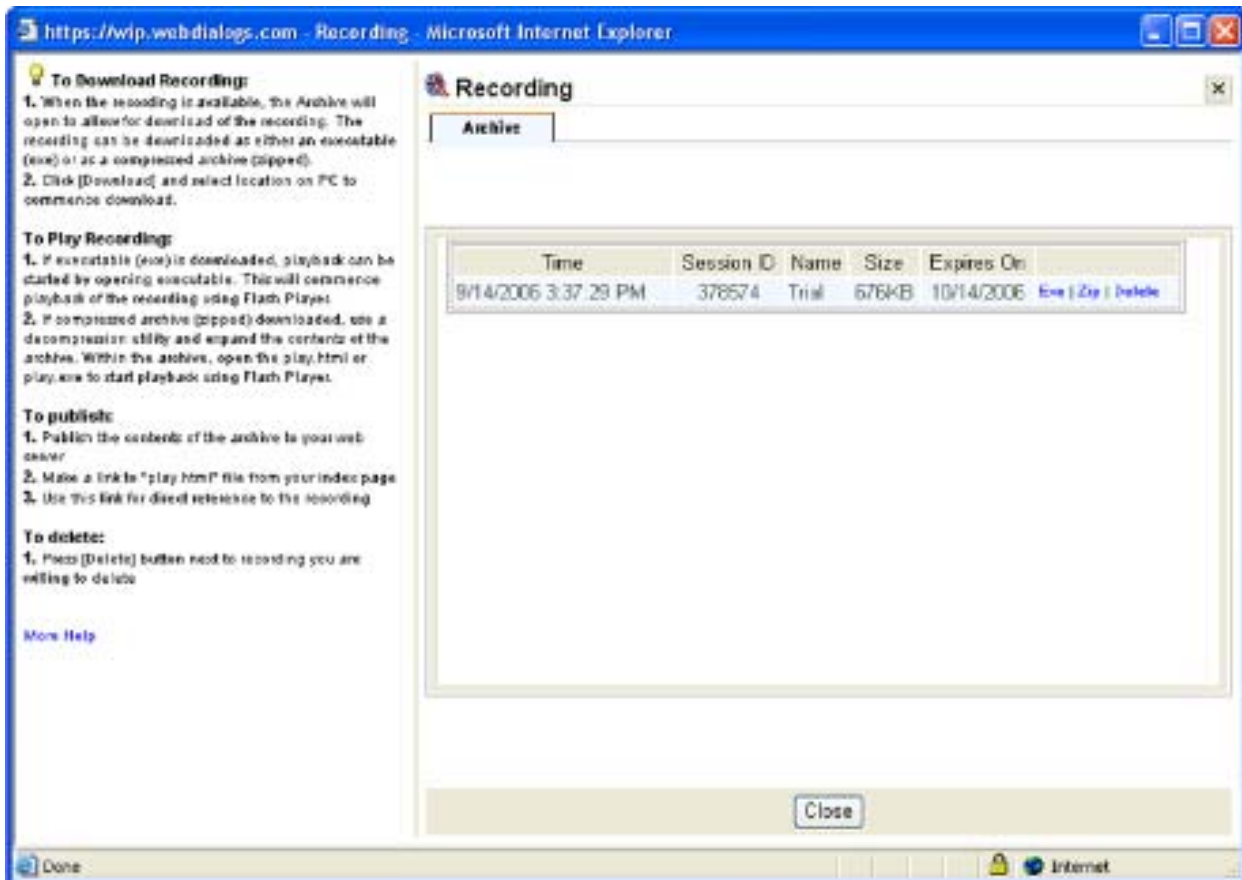 https://wip.webdialogs.com - Recording - Microsoft Internet Explorer
To Download Recording:
1. When the recording is available, the Archive will
open to allow for download of the recording. The
recording can be downloaded as either an executable
(exe) or as a compressed archive (zipped).
2. Click [Download] and select location on PC to
commence download.
To Play Recording:
1. If executable (exe) is downloaded, playback can be
started by opening executable. This will commence
playback of the recording using Flash Player.
2. If compressed archive (zipped) downloaded, use a
decompression utility and expand the contents of the
archive. Within the archive, open the play.html or
play.exe to start playback using Flash Player.
To publish:
1. Publish the contents of the archive to your web
server
2. Make a link to "play.html" file from your index page
3. Use this link for direct reference to the recording
To delete:
1. Press [Delete] button next to recording you are
willing to delete
More Help
Recording
Archive
Time Session ID Name Size Expires On
9/14/2006 3:37:29 PM 378574 Trial 676/KB 10/14/2006 Exe | Zip | Delete
Close
Done Internet